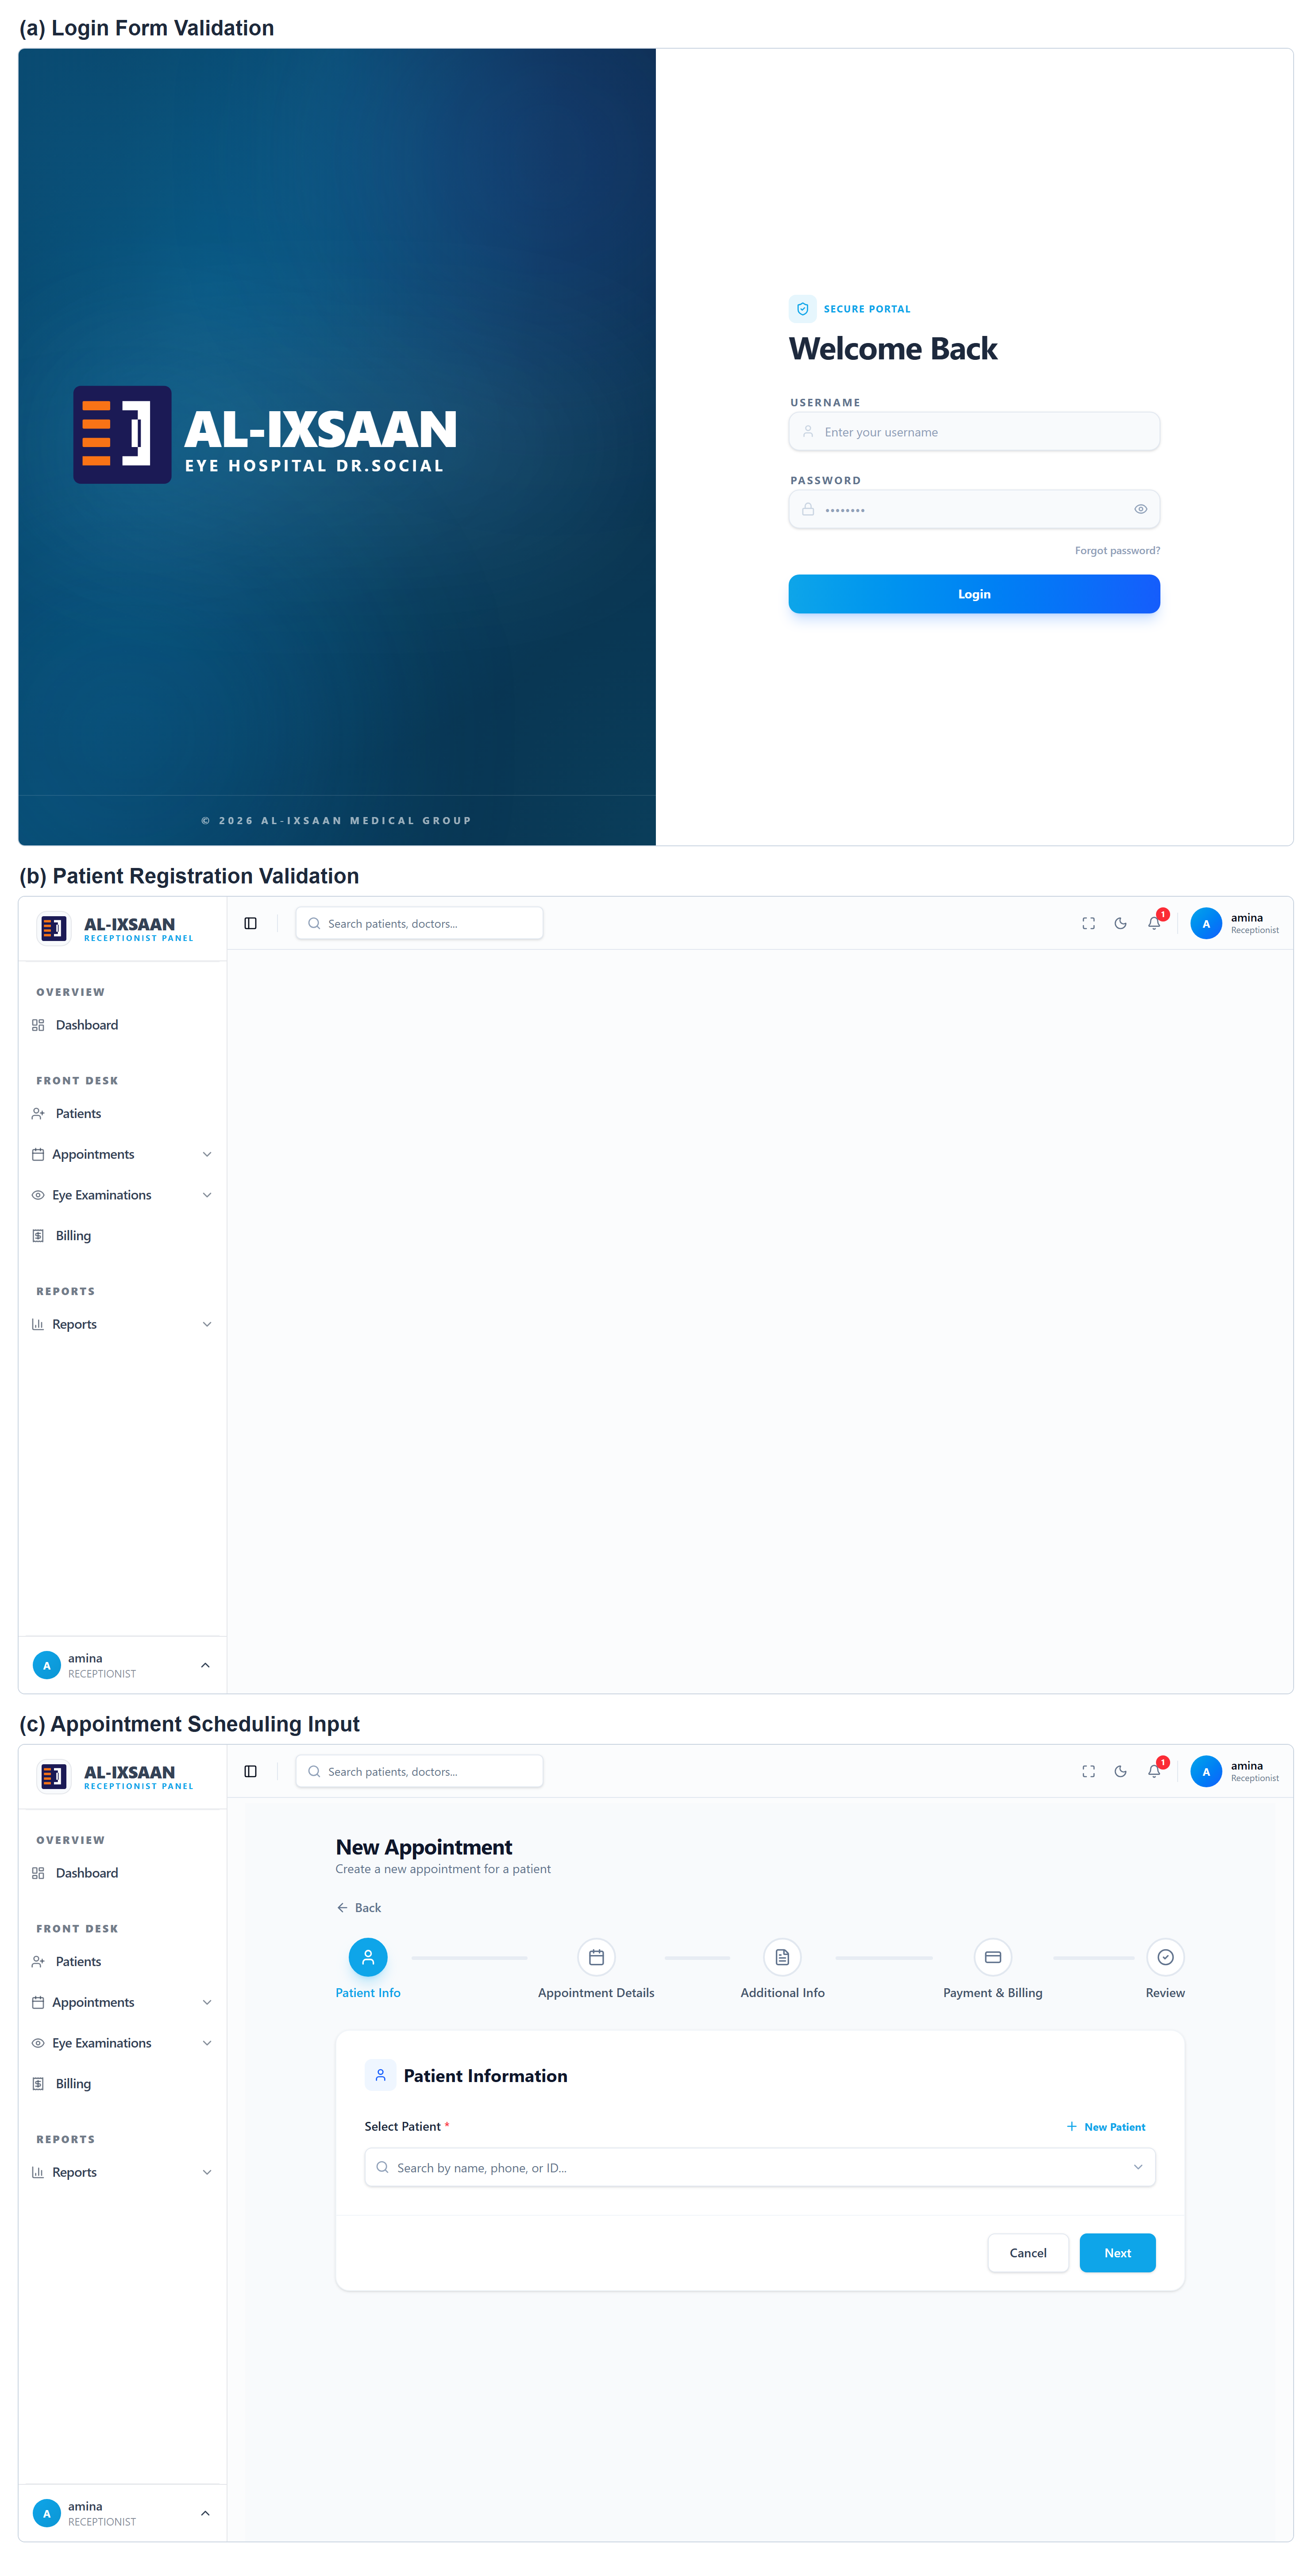 (a) Login Form Validation
AL-IXSAAN
EYE HOSPITAL DR.SOCIAL
© 2026 AL-IXSAAN MEDICAL GROUP
SECURE PORTAL
Welcome Back
USERNAME
Enter your username
PASSWORD
••••••••
Forgot password?
Login
(b) Patient Registration Validation
AL-IXSAAN
RECEPTIONIST PANEL
Search patients, doctors...
1
A
amina
Receptionist
OVERVIEW
Dashboard
FRONT DESK
Patients
Appointments
Eye Examinations
Billing
REPORTS
Reports
A
amina
RECEPTIONIST
(c) Appointment Scheduling Input
AL-IXSAAN
RECEPTIONIST PANEL
Search patients, doctors...
1
A
amina
Receptionist
OVERVIEW
Dashboard
FRONT DESK
Patients
Appointments
Eye Examinations
Billing
REPORTS
Reports
A
amina
RECEPTIONIST
New Appointment
Create a new appointment for a patient
Back
Patient Info
Appointment Details
Additional Info
Payment & Billing
Review
Patient Information
Select Patient *
New Patient
Search by name, phone, or ID...
Cancel
Next